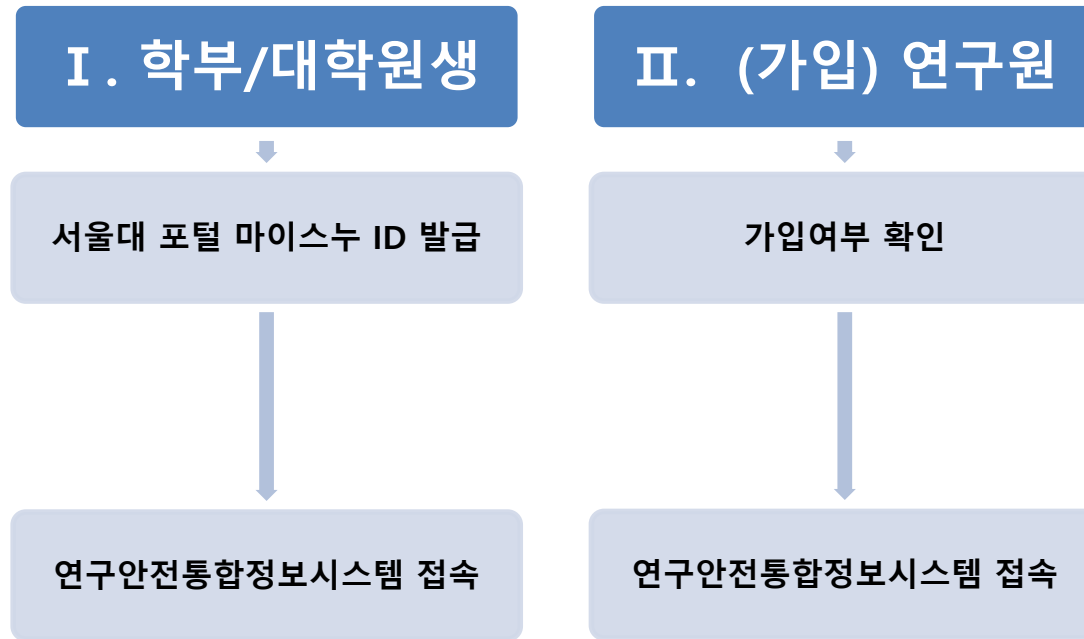 Ⅰ. 학부/대학원생
서울대 포털 마이스누 ID 발급
연구안전통합정보시스템 접속
Ⅱ. (가입) 연구원
가입여부 확인
연구안전통합정보시스템 접속